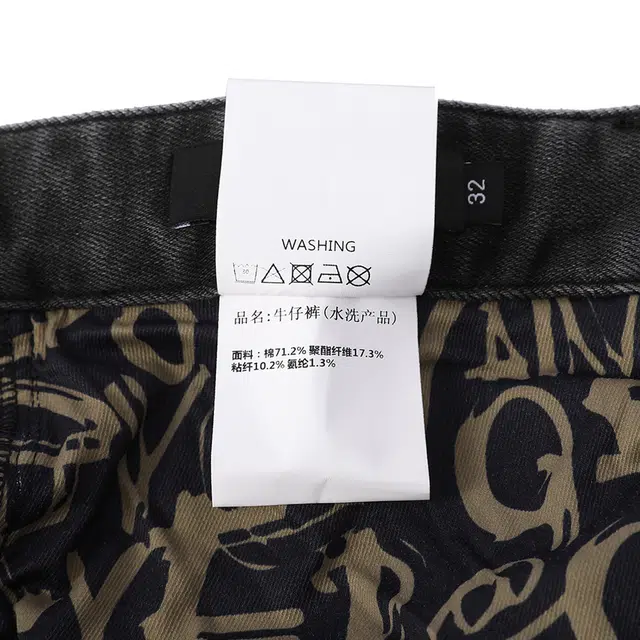 32
WASHING
品名:牛仔裤(水洗产品)
面料: 棉71.2% 聚酯纤维17.3%
粘纤10.2% 氨纶1.3%